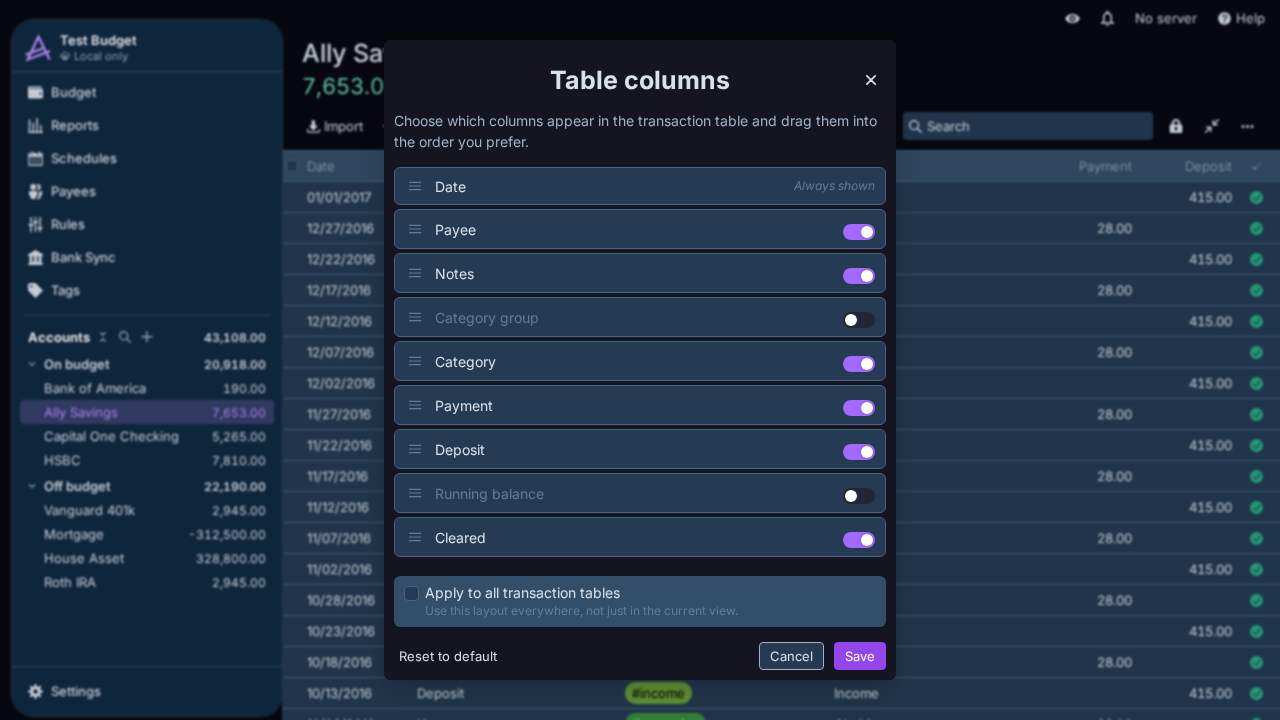 No server
Help
Test Budget
Local only
Budget
Reports
Schedules
Payees
Rules
Bank Sync
Tags
Accounts 43,108.00
On budget 20,918.00
Bank of America 190.00
Ally Savings 7,653.00
Capital One Checking 5,265.00
HSBC 7,810.00
Off budget 22,190.00
Vanguard 401k 2,945.00
Mortgage -312,500.00
House Asset 328,800.00
Roth IRA 2,945.00
Settings
Ally Sa
7,653.0
Import
Search
Date Payment Deposit
01/01/2017 415.00
12/27/2016 28.00
12/22/2016 415.00
12/17/2016 28.00
12/12/2016 415.00
12/07/2016 28.00
12/02/2016 415.00
11/27/2016 28.00
11/22/2016 415.00
11/17/2016 28.00
11/12/2016 415.00
11/07/2016 28.00
11/02/2016 415.00
10/28/2016 28.00
10/23/2016 415.00
10/18/2016 28.00
10/13/2016 Deposit #income Income 415.00
Table columns
Choose which columns appear in the transaction table and drag them into
the order you prefer.
Date Always shown
Payee
Notes
Category group
Category
Payment
Deposit
Running balance
Cleared
Apply to all transaction tables
Use this layout everywhere, not just in the current view.
Reset to default
Cancel
Save